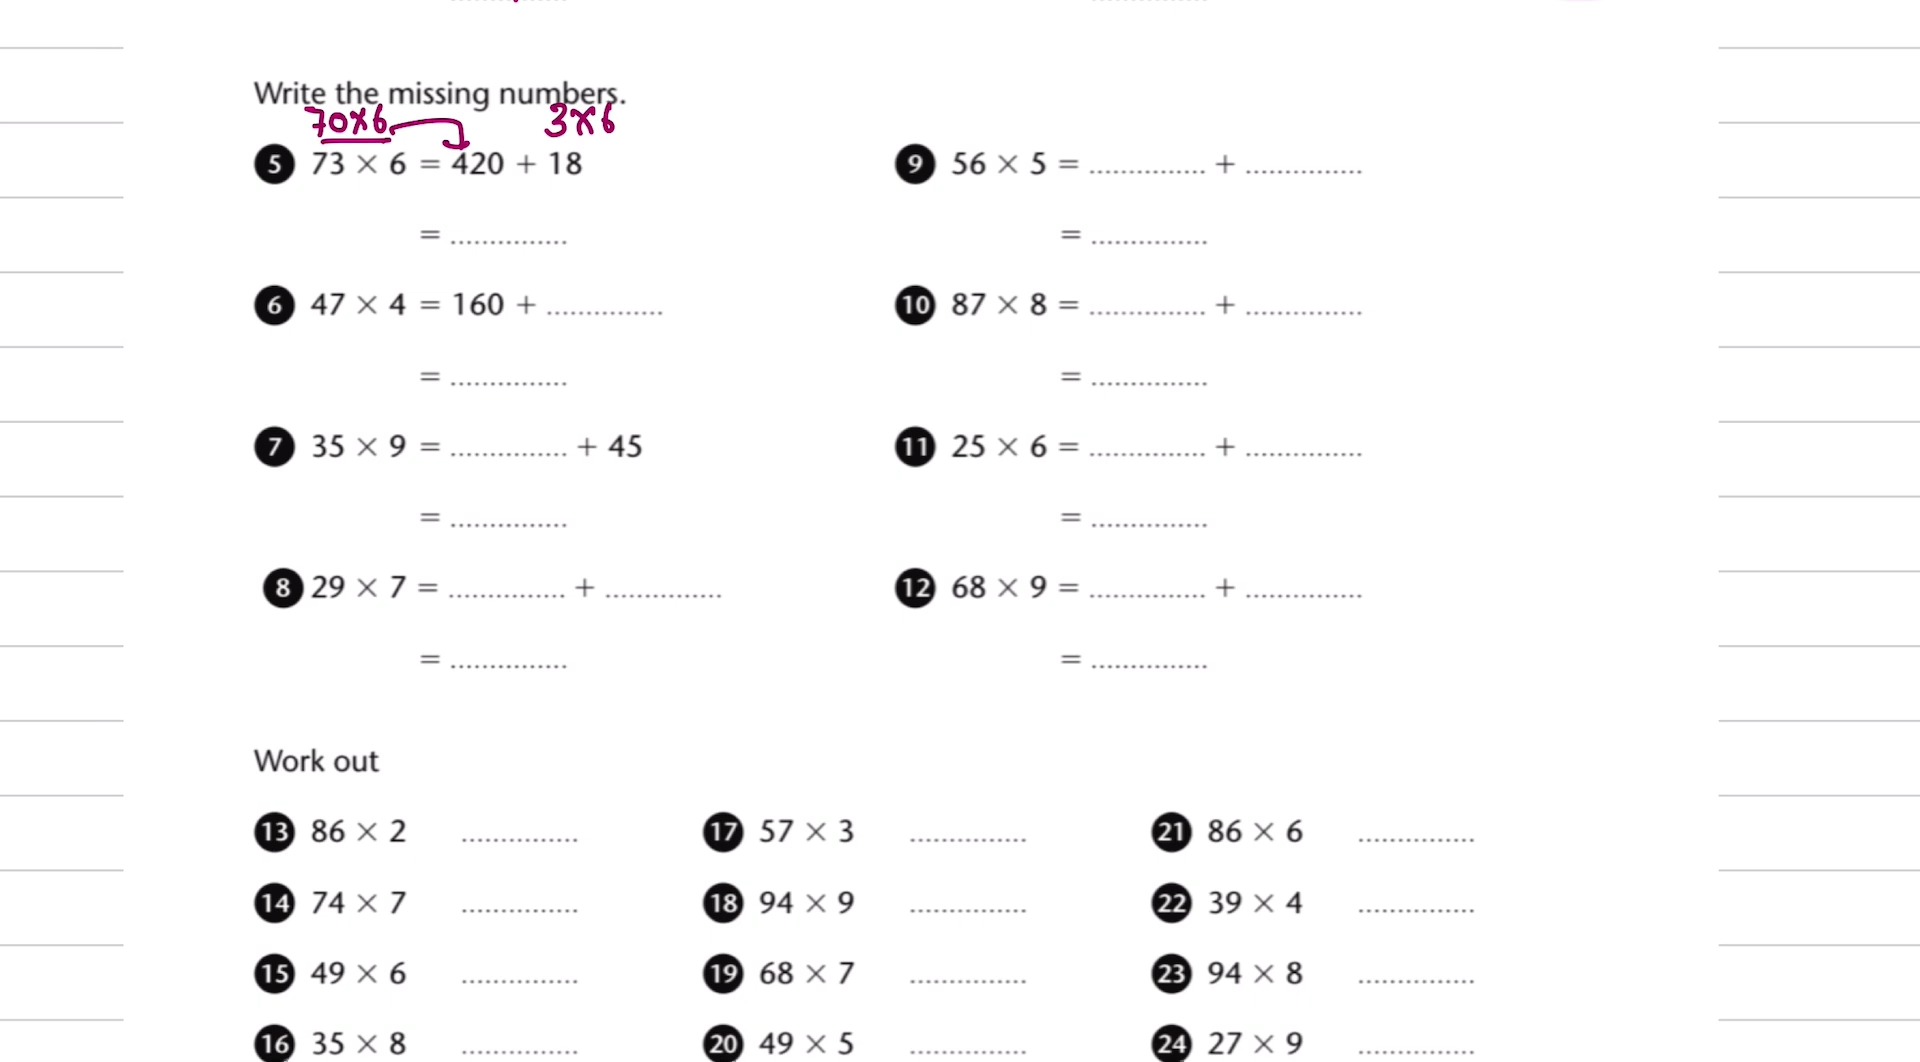 Write the missing numbers.
70×6 3×6
5 73 × 6 = 420 + 18
= ..............
6 47 × 4 = 160 + ..............
= ..............
7 35 × 9 = .............. + 45
= ..............
8 29 × 7 = .............. + ..............
= ..............
9 56 × 5 = .............. + ..............
= ..............
10 87 × 8 = .............. + ..............
= ..............
11 25 × 6 = .............. + ..............
= ..............
12 68 × 9 = .............. + ..............
= ..............
Work out
13 86 × 2 ..............
14 74 × 7 ..............
15 49 × 6 ..............
16 35 × 8 ..............
17 57 × 3 ..............
18 94 × 9 ..............
19 68 × 7 ..............
20 49 × 5 ..............
21 86 × 6 ..............
22 39 × 4 ..............
23 94 × 8 ..............
24 27 × 9 ..............